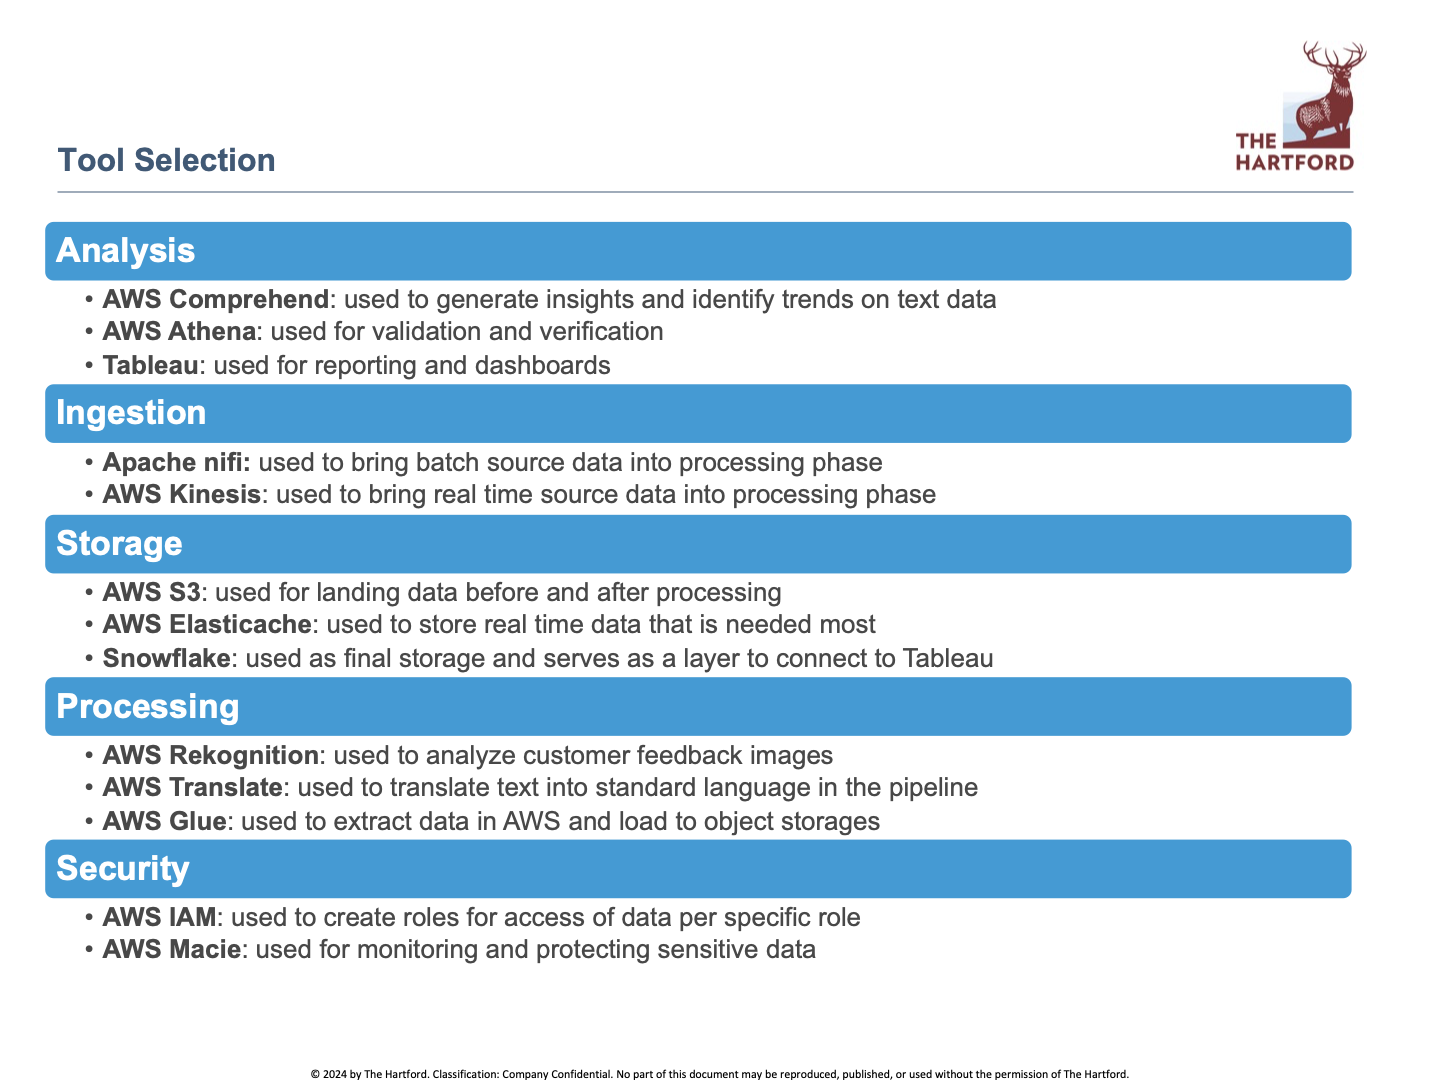 THE
HARTFORD
Tool Selection
Analysis
• AWS Comprehend: used to generate insights and identify trends on text data
• AWS Athena: used for validation and verification
• Tableau: used for reporting and dashboards
Ingestion
• Apache nifi: used to bring batch source data into processing phase
• AWS Kinesis: used to bring real time source data into processing phase
Storage
• AWS S3: used for landing data before and after processing
• AWS Elasticache: used to store real time data that is needed most
• Snowflake: used as final storage and serves as a layer to connect to Tableau
Processing
• AWS Rekognition: used to analyze customer feedback images
• AWS Translate: used to translate text into standard language in the pipeline
• AWS Glue: used to extract data in AWS and load to object storages
Security
• AWS IAM: used to create roles for access of data per specific role
• AWS Macie: used for monitoring and protecting sensitive data
© 2024 by The Hartford. Classification: Company Confidential. No part of this document may be reproduced, published, or used without the permission of The Hartford.